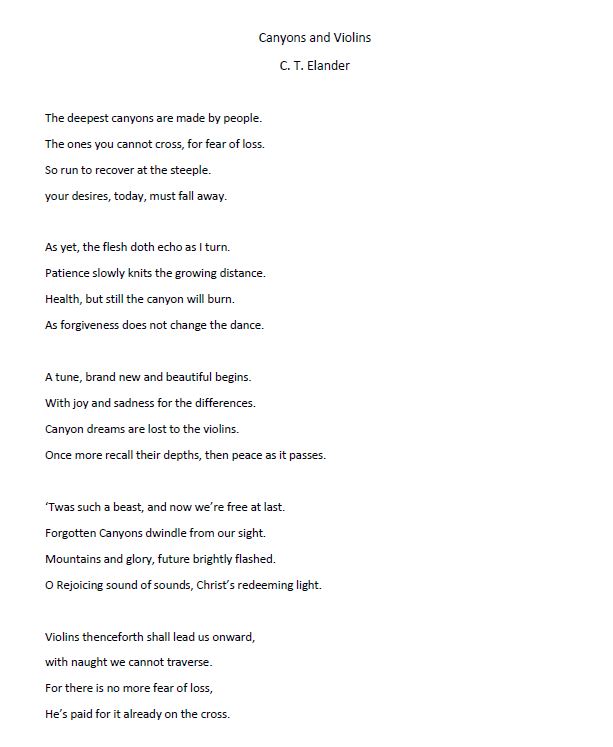 Canyons and Violins
C. T. Elander
The deepest canyons are made by people.
The ones you cannot cross, for fear of loss.
So run to recover at the steeple.
your desires, today, must fall away.
As yet, the flesh doth echo as I turn.
Patience slowly knits the growing distance.
Health, but still the canyon will burn.
As forgiveness does not change the dance.
A tune, brand new and beautiful begins.
With joy and sadness for the differences.
Canyon dreams are lost to the violins.
Once more recall their depths, then peace as it passes.
‘Twas such a beast, and now we’re free at last.
Forgotten Canyons dwindle from our sight.
Mountains and glory, future brightly flashed.
O Rejoicing sound of sounds, Christ’s redeeming light.
Violins thenceforth shall lead us onward,
with naught we cannot traverse.
For there is no more fear of loss,
He’s paid for it already on the cross.